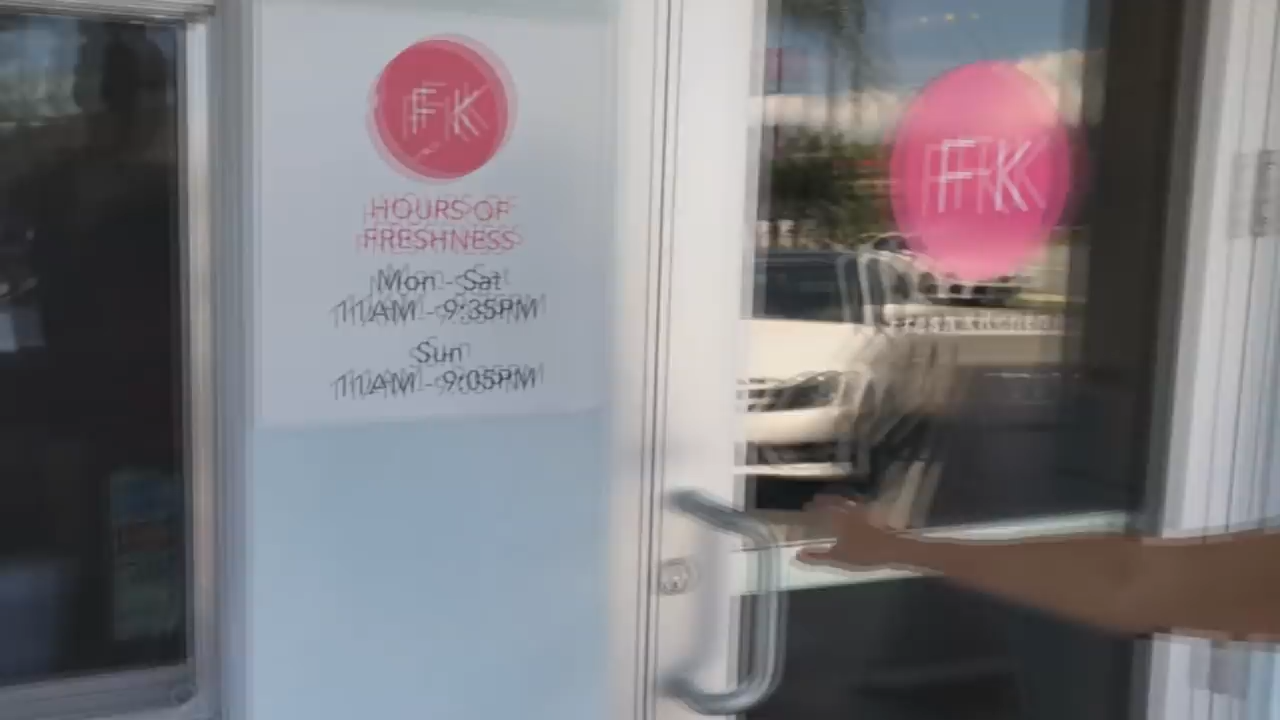 FK
HOURS OF
FRESHNESS
Mon - Sat
11AM - 9:35PM
Sun
11AM - 9:05PM
FK